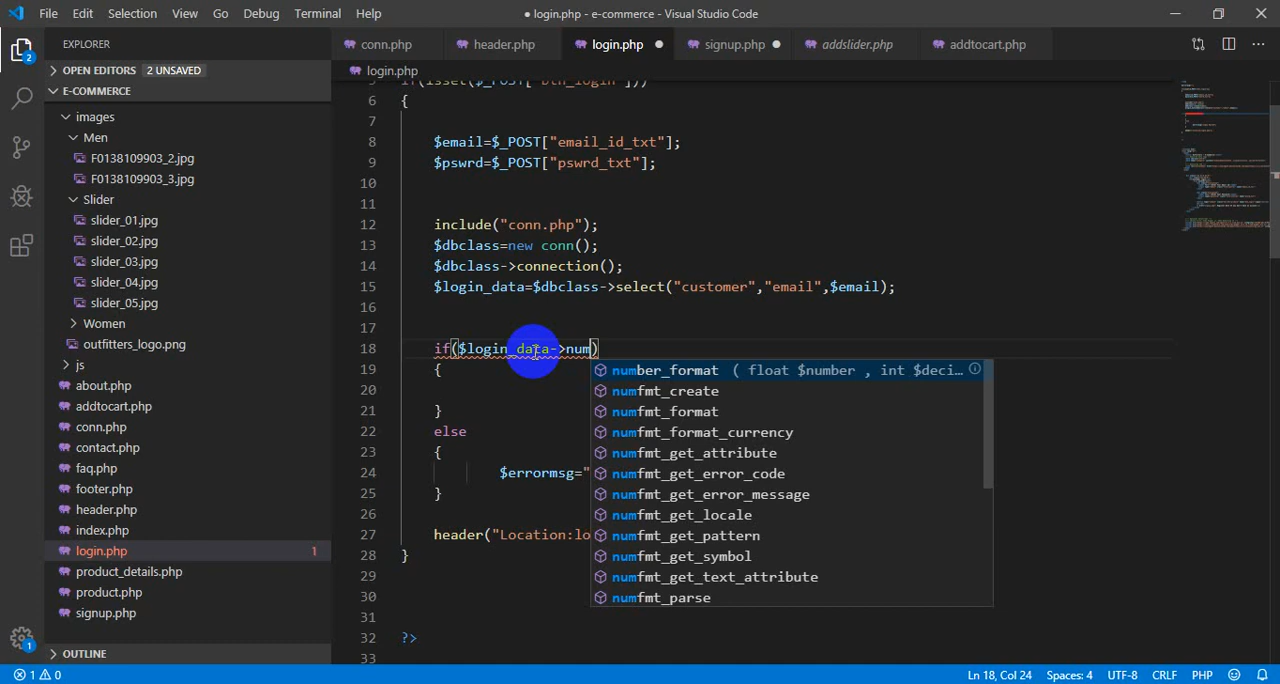 File Edit Selection View Go Debug Terminal Help
● login.php - e-commerce - Visual Studio Code
EXPLORER
conn.php
header.php
login.php
signup.php
addslider.php
addtocart.php
OPEN EDITORS 2 UNSAVED
login.php
E-COMMERCE
images
Men
F0138109903_2.jpg
F0138109903_3.jpg
Slider
slider_01.jpg
slider_02.jpg
slider_03.jpg
slider_04.jpg
slider_05.jpg
Women
outfitters_logo.png
js
about.php
addtocart.php
conn.php
contact.php
faq.php
footer.php
header.php
index.php
login.php 1
product_details.php
product.php
signup.php
OUTLINE
5 if(isset($_POST["btn_login"]))
6 {
7
8 $email=$_POST["email_id_txt"];
9 $pswrd=$_POST["pswrd_txt"];
10
11
12 include("conn.php");
13 $dbclass=new conn();
14 $dbclass->connection();
15 $login_data=$dbclass->select("customer","email",$email);
16
17
18 if($login_data->num)
19 {
20
21 }
22 else
23 {
24 $errormsg="
25 }
26
27 header("Location:lo
28 }
29
30
31
32 ?>
33
number_format ( float $number , int $deci…
numfmt_create
numfmt_format
numfmt_format_currency
numfmt_get_attribute
numfmt_get_error_code
numfmt_get_error_message
numfmt_get_locale
numfmt_get_pattern
numfmt_get_symbol
numfmt_get_text_attribute
numfmt_parse
2
1
1 0
Ln 18, Col 24 Spaces: 4 UTF-8 CRLF PHP